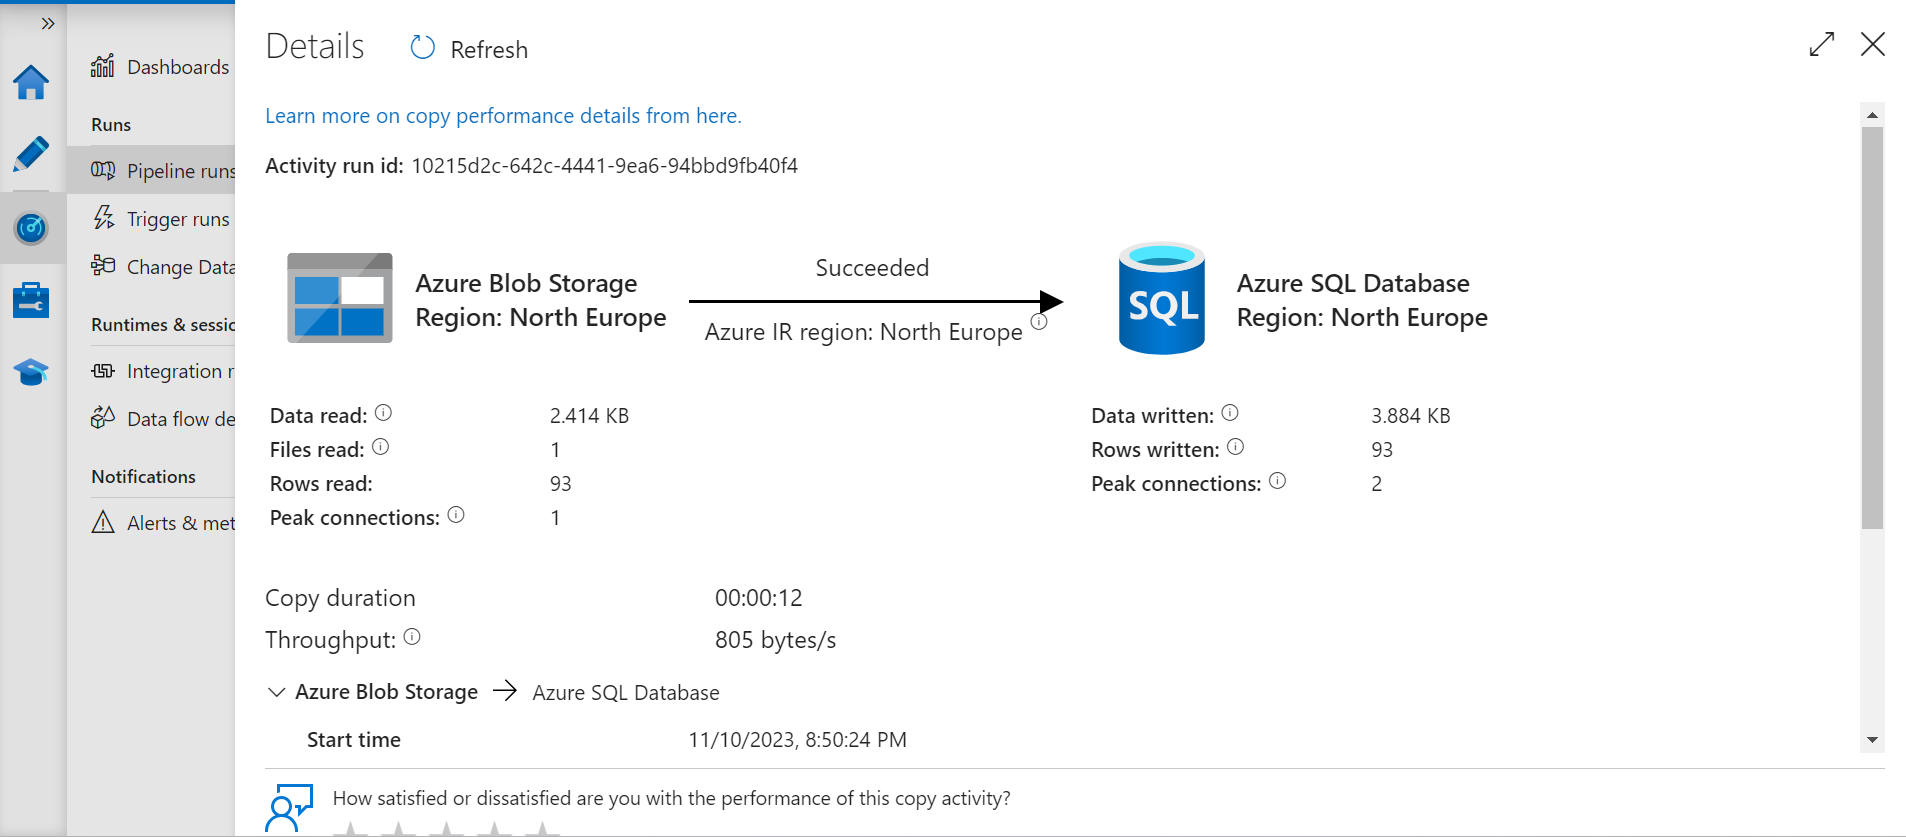 Dashboards
Runs
Pipeline runs
Trigger runs
Change Data
Runtimes & sessio
Integration r
Data flow de
Notifications
Alerts & met
Details
Refresh
Learn more on copy performance details from here.
Activity run id: 10215d2c-642c-4441-9ea6-94bbd9fb40f4
Azure Blob Storage
Region: North Europe
Succeeded
Azure IR region: North Europe
SQL
Azure SQL Database
Region: North Europe
Data read: 2.414 KB
Files read: 1
Rows read: 93
Peak connections: 1
Data written: 3.884 KB
Rows written: 93
Peak connections: 2
Copy duration 00:00:12
Throughput: 805 bytes/s
Azure Blob Storage → Azure SQL Database
Start time 11/10/2023, 8:50:24 PM
How satisfied or dissatisfied are you with the performance of this copy activity?